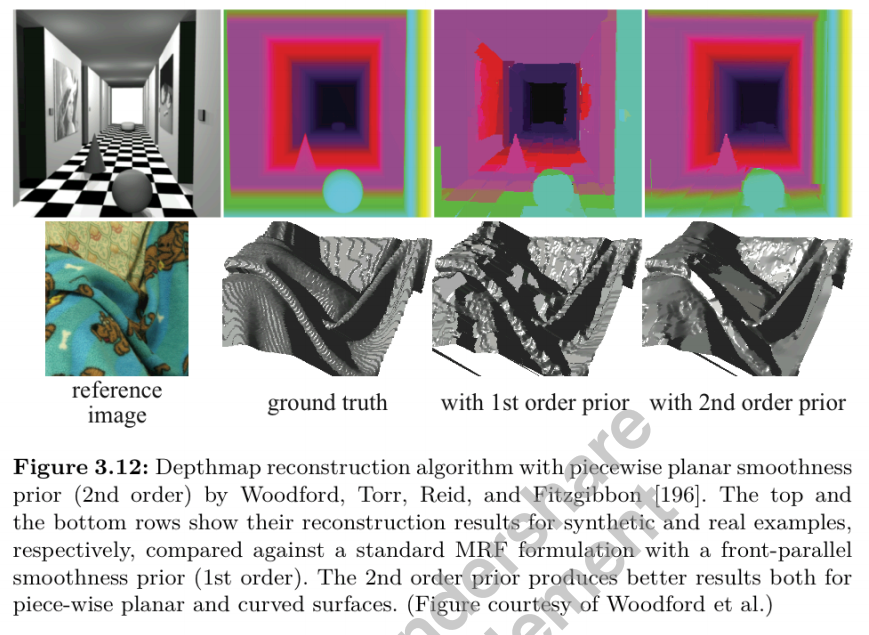 reference
image
ground truth
with 1st order prior
with 2nd order prior
Figure 3.12: Depthmap reconstruction algorithm with piecewise planar smoothness
prior (2nd order) by Woodford, Torr, Reid, and Fitzgibbon [196]. The top and
the bottom rows show their reconstruction results for synthetic and real examples,
respectively, compared against a standard MRF formulation with a front-parallel
smoothness prior (1st order). The 2nd order prior produces better results both for
piece-wise planar and curved surfaces. (Figure courtesy of Woodford et al.)